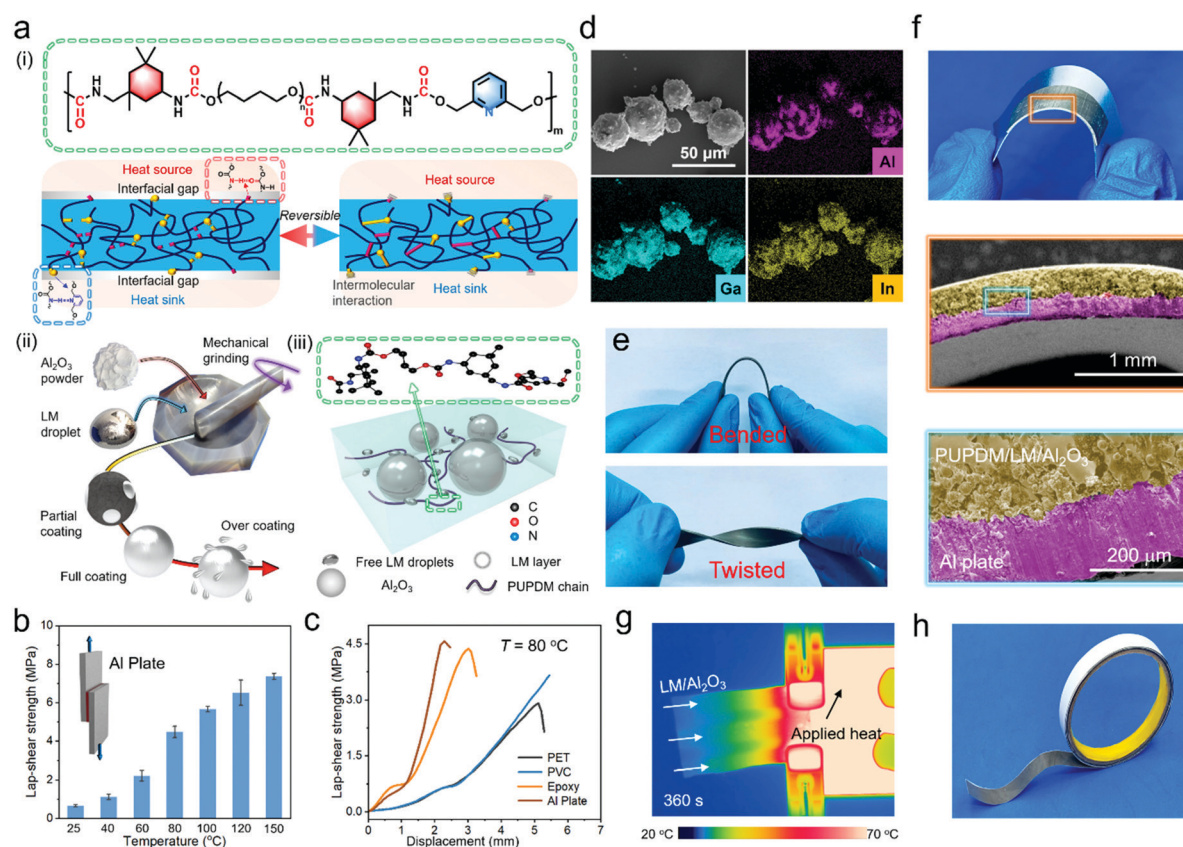 a
(i)
O
N
H
H
N
O
O
O
n
O
N
H
H
N
O
O
O
N
O
m
Heat source
Interfacial gap
Reversible
Heat source
Interfacial gap
Heat sink
Intermolecular
interaction
Heat sink
(ii)
Al2O3
powder
Mechanical
grinding
LM
droplet
Partial
coating
Full coating
Over coating
(iii)
C
O
N
Free LM droplets
LM layer
Al2O3
PUPDM chain
b
Al Plate
Lap-shear strength (MPa)
10
8
6
4
2
0
25 40 60 80 100 120 150
Temperature (°C)
c
T = 80 °C
Lap-shear strength (MPa)
4.5
3.0
1.5
0.0
PET
PVC
Epoxy
Al Plate
0 1 2 3 4 5 6 7
Displacement (mm)
d
50 μm
Al
Ga
In
e
Bended
Twisted
f
1 mm
PUPDM/LM/Al2O3
Al plate
200 μm
g
LM/Al2O3
Applied heat
360 s
20 °C
70 °C
h